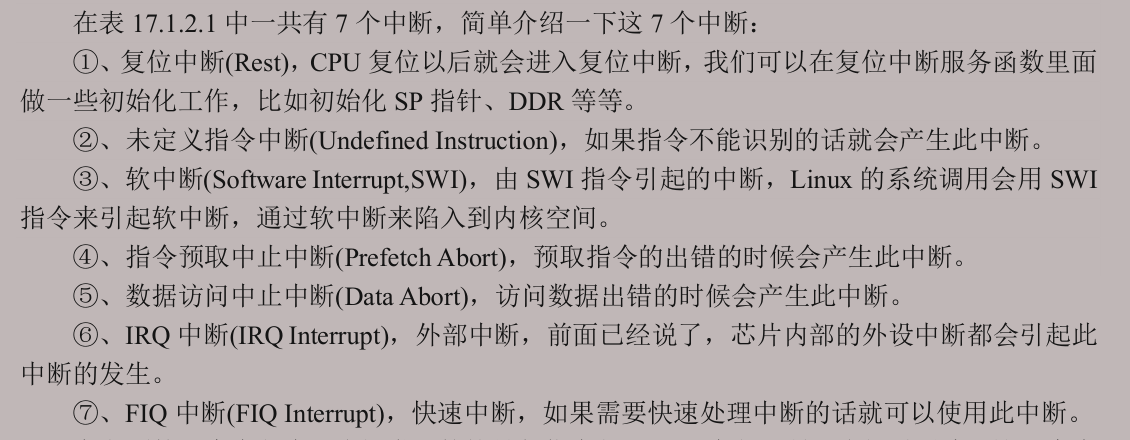 在表 17.1.2.1 中一共有 7 个中断，简单介绍一下这 7 个中断：
①、复位中断(Rest)，CPU 复位以后就会进入复位中断，我们可以在复位中断服务函数里面
做一些初始化工作，比如初始化 SP 指针、DDR 等等。
②、未定义指令中断(Undefined Instruction)，如果指令不能识别的话就会产生此中断。
③、软中断(Software Interrupt,SWI)，由 SWI 指令引起的中断，Linux 的系统调用会用 SWI
指令来引起软中断，通过软中断来陷入到内核空间。
④、指令预取中止中断(Prefetch Abort)，预取指令的出错的时候会产生此中断。
⑤、数据访问中止中断(Data Abort)，访问数据出错的时候会产生此中断。
⑥、IRQ 中断(IRQ Interrupt)，外部中断，前面已经说了，芯片内部的外设中断都会引起此
中断的发生。
⑦、FIQ 中断(FIQ Interrupt)，快速中断，如果需要快速处理中断的话就可以使用此中断。